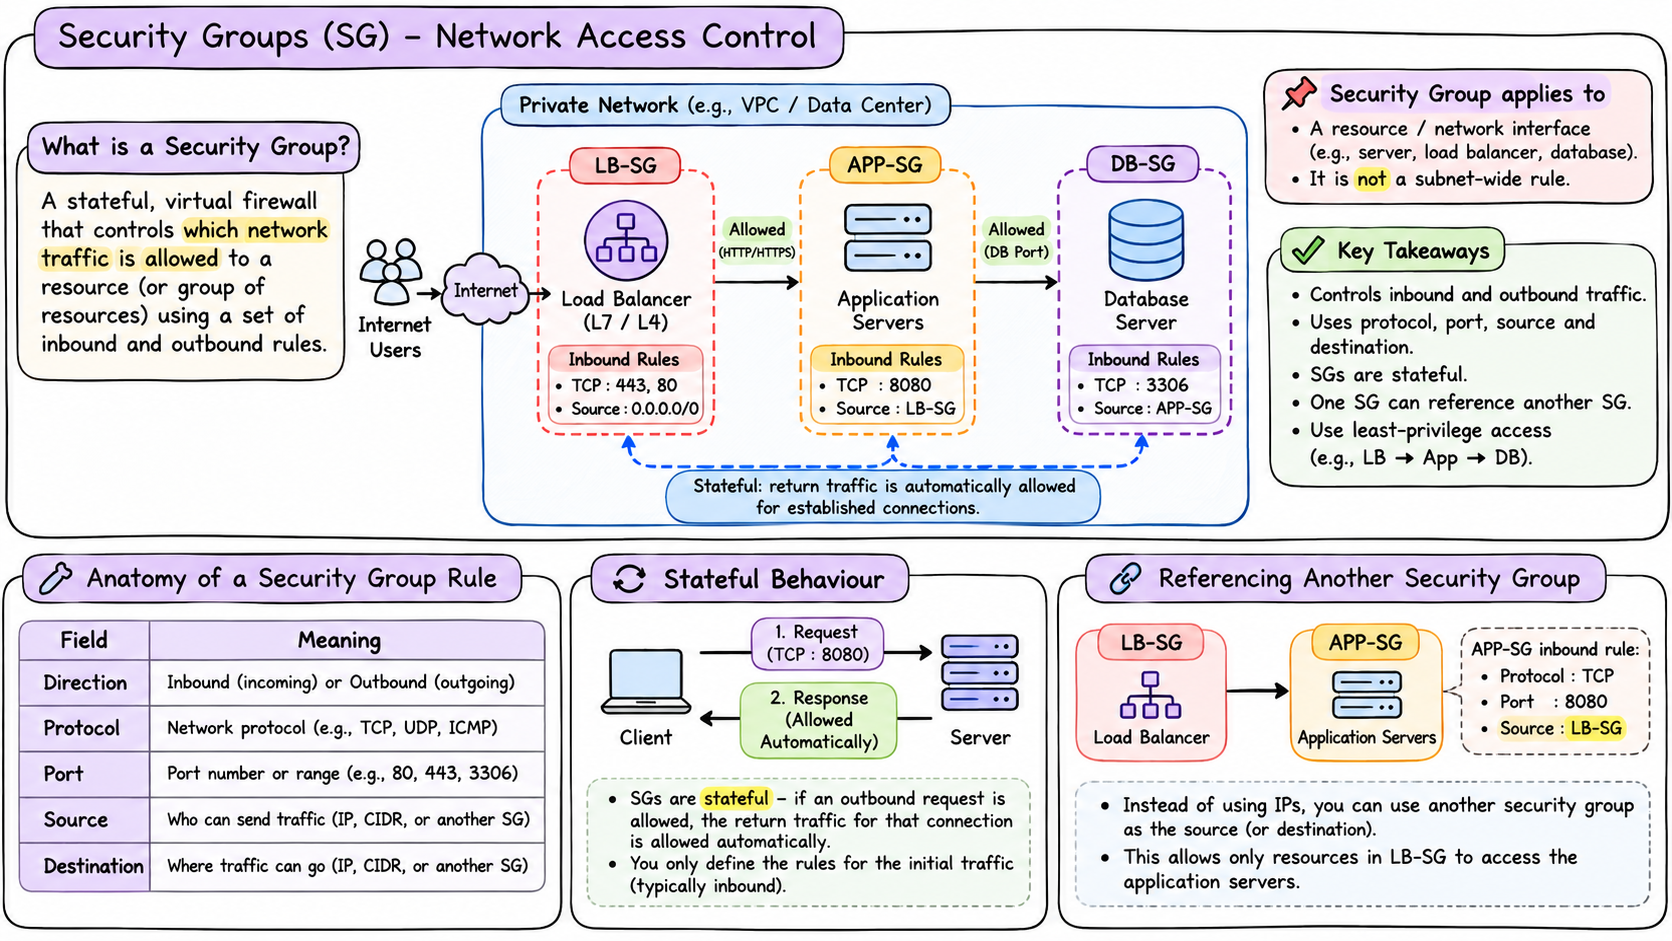 Security Groups (SG) – Network Access Control
What is a Security Group?
A stateful, virtual firewall
that controls which network
traffic is allowed to a
resource (or group of
resources) using a set of
inbound and outbound rules.
Internet
Users
Internet
Private Network (e.g., VPC / Data Center)
LB-SG
Load Balancer
(L7 / L4)
Inbound Rules
• TCP : 443, 80
• Source : 0.0.0.0/0
Allowed
(HTTP/HTTPS)
APP-SG
Application
Servers
Inbound Rules
• TCP : 8080
• Source : LB-SG
Allowed
(DB Port)
DB-SG
Database
Server
Inbound Rules
• TCP : 3306
• Source : APP-SG
Stateful: return traffic is automatically allowed
for established connections.
Security Group applies to
• A resource / network interface
(e.g., server, load balancer, database).
• It is not a subnet-wide rule.
Key Takeaways
• Controls inbound and outbound traffic.
• Uses protocol, port, source and
destination.
• SGs are stateful.
• One SG can reference another SG.
• Use least-privilege access
(e.g., LB → App → DB).
Anatomy of a Security Group Rule
Field Meaning
Direction Inbound (incoming) or Outbound (outgoing)
Protocol Network protocol (e.g., TCP, UDP, ICMP)
Port Port number or range (e.g., 80, 443, 3306)
Source Who can send traffic (IP, CIDR, or another SG)
Destination Where traffic can go (IP, CIDR, or another SG)
Stateful Behaviour
1. Request
(TCP : 8080)
2. Response
(Allowed
Automatically)
Client
Server
• SGs are stateful – if an outbound request is
allowed, the return traffic for that connection
is allowed automatically.
• You only define the rules for the initial traffic
(typically inbound).
Referencing Another Security Group
LB-SG
Load Balancer
APP-SG
Application Servers
APP-SG inbound rule:
• Protocol : TCP
• Port : 8080
• Source : LB-SG
• Instead of using IPs, you can use another security group
as the source (or destination).
• This allows only resources in LB-SG to access the
application servers.